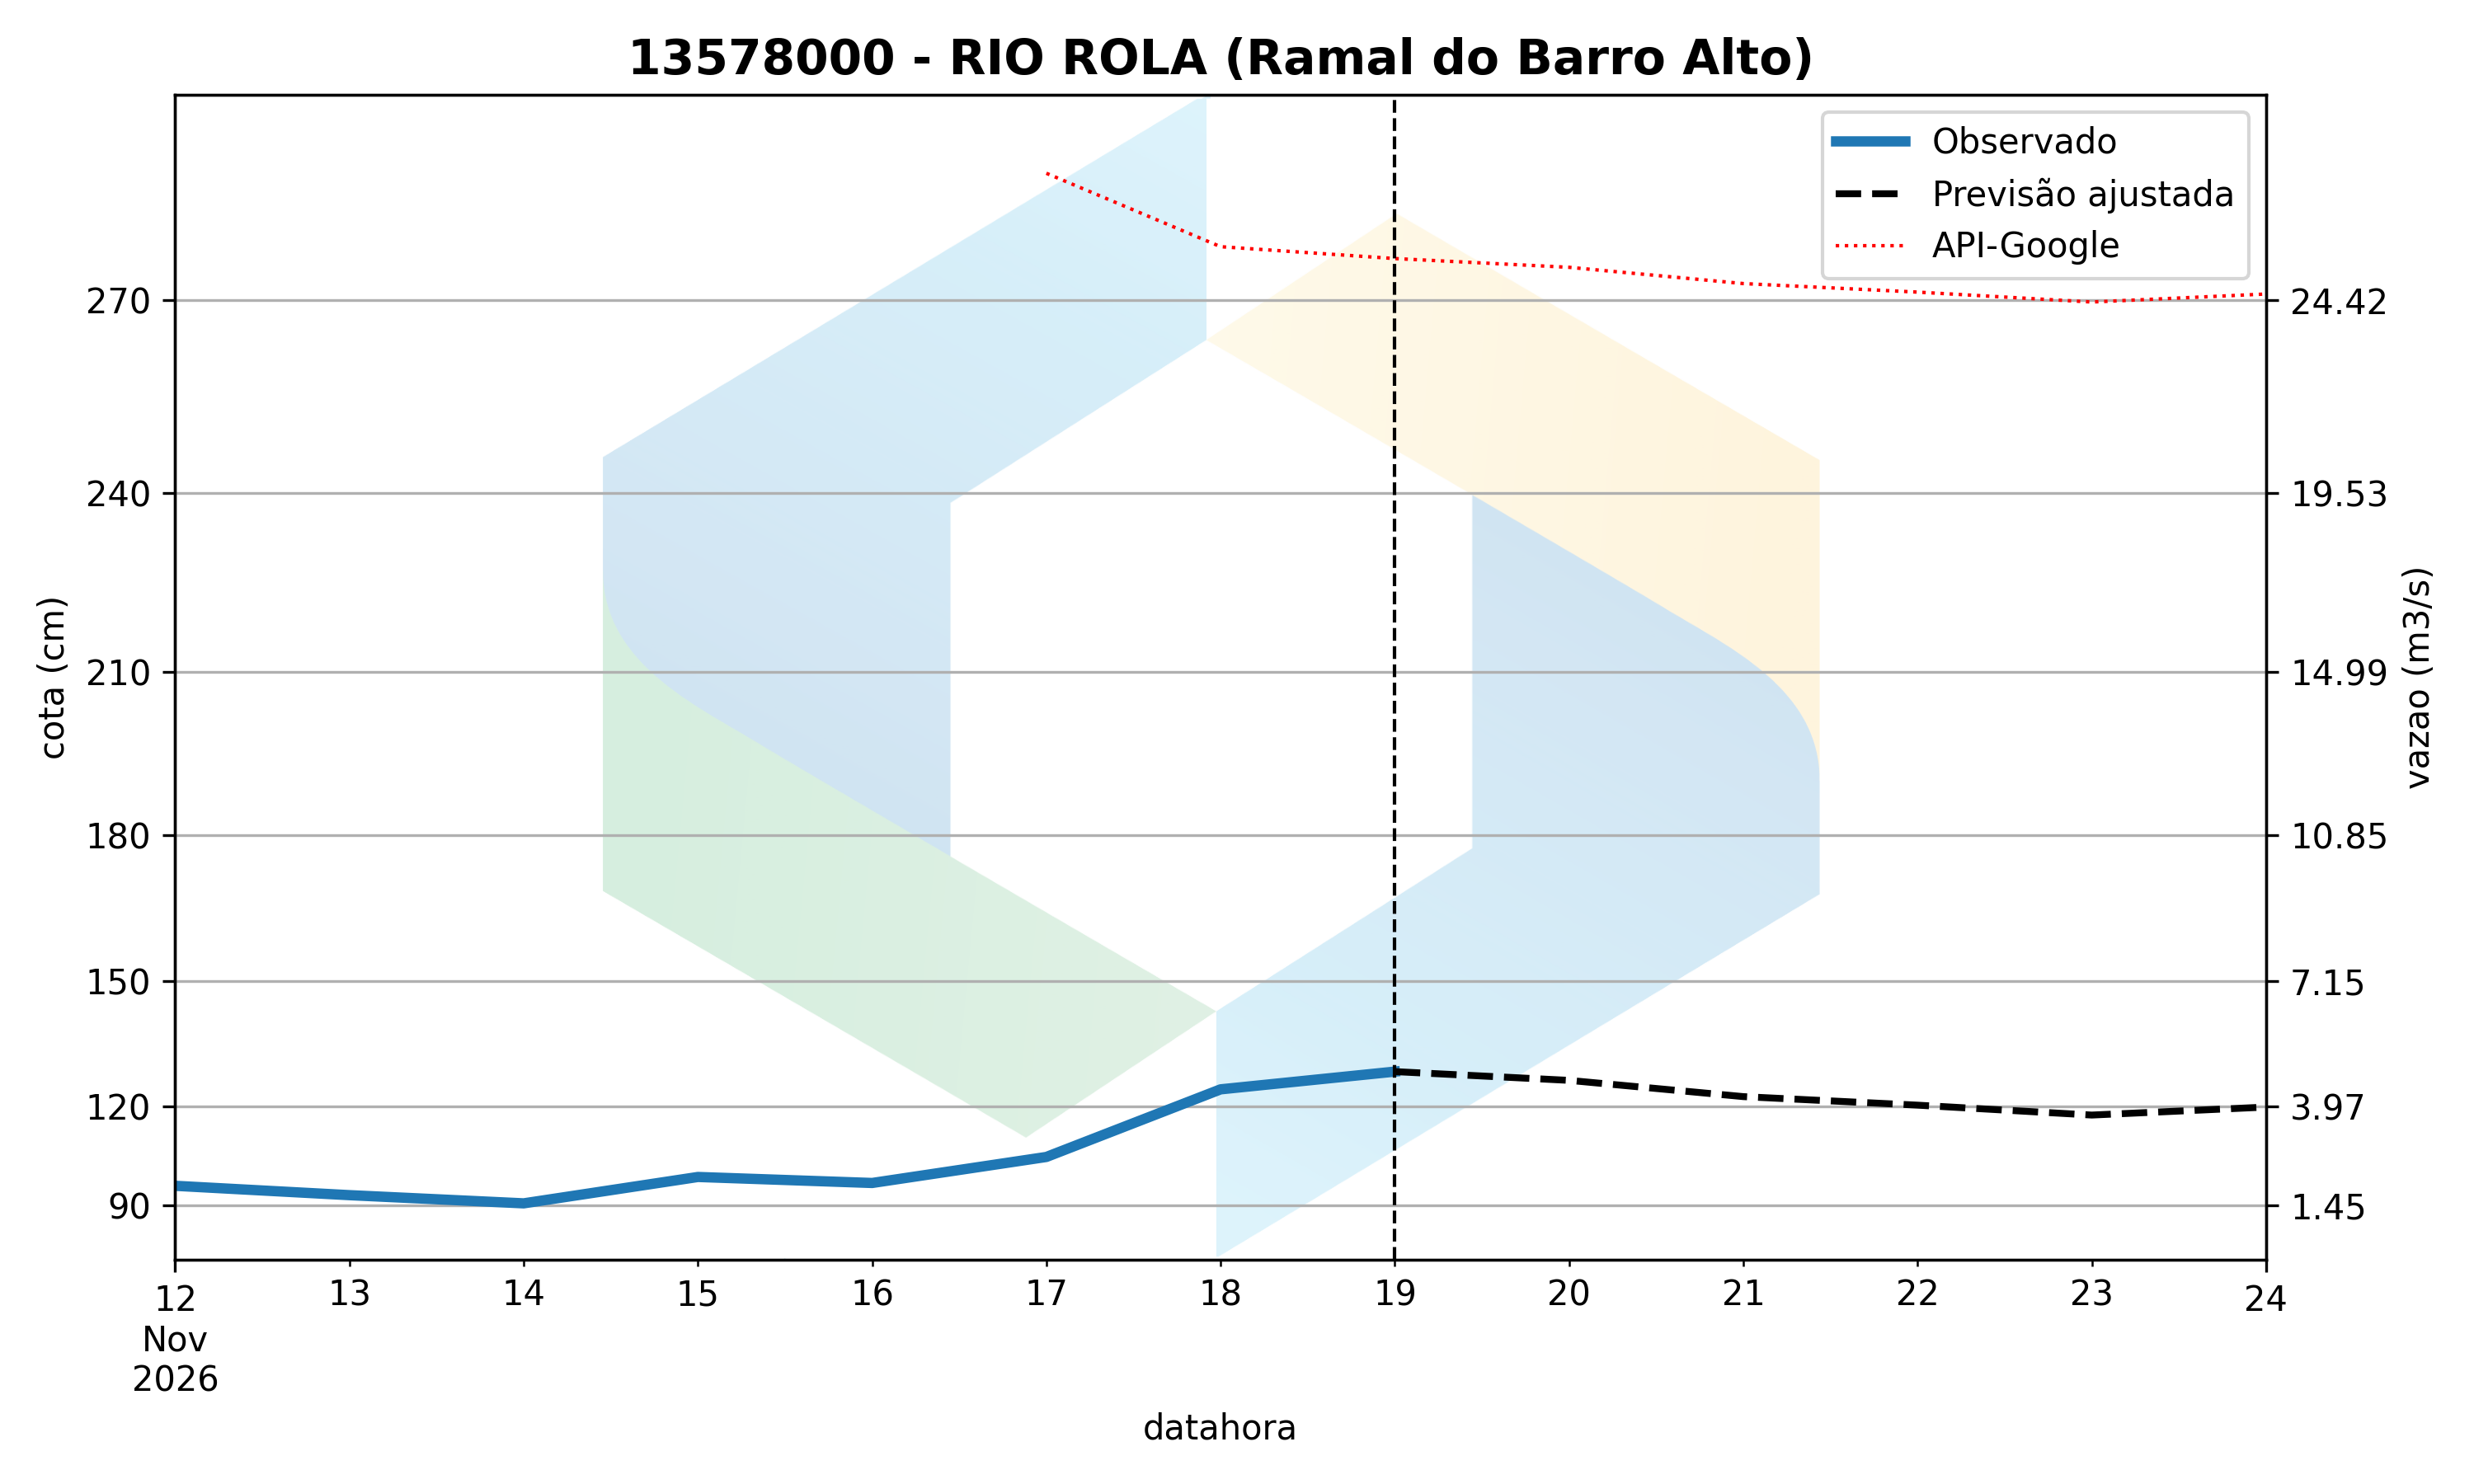 13578000 - RIO ROLA (Ramal do Barro Alto)
Observado
Previsão ajustada
API-Google
cota (cm)
270
240
210
180
150
120
90
24.42
19.53
14.99
10.85
7.15
3.97
1.45
vazao (m3/s)
12 13 14 15 16 17 18 19 20 21 22 23 24
Nov
2026
datahora